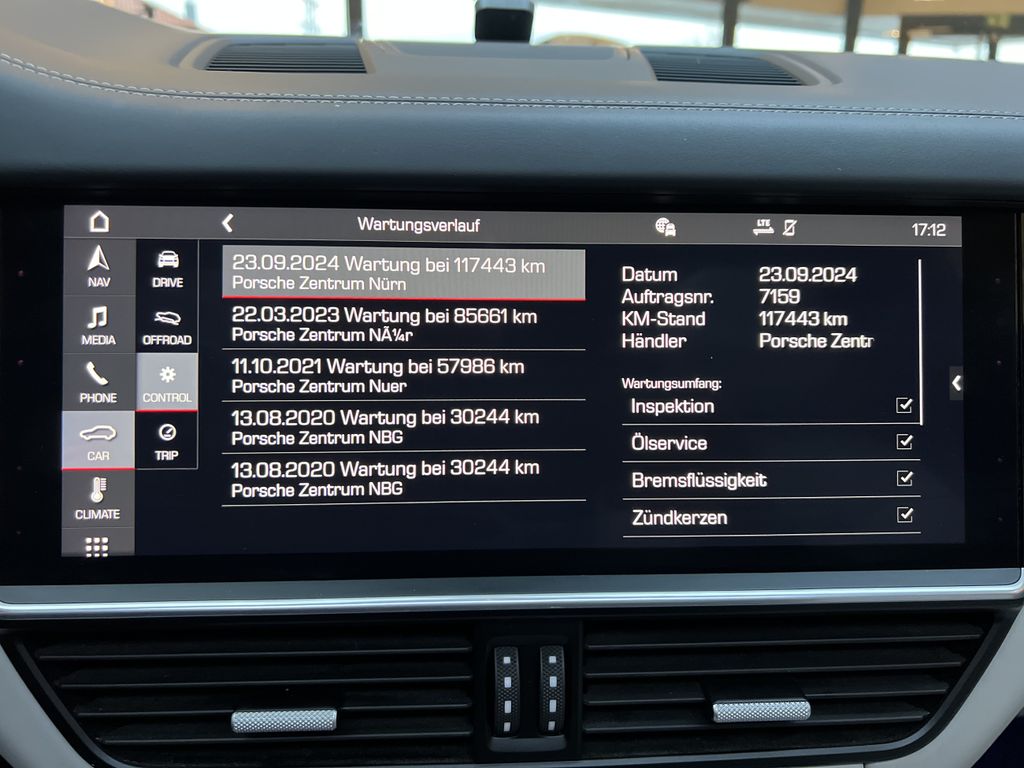 Wartungsverlauf
LTE
17:12
NAV
MEDIA
PHONE
CAR
CLIMATE
DRIVE
OFFROAD
CONTROL
TRIP
23.09.2024 Wartung bei 117443 km
Porsche Zentrum Nürn
22.03.2023 Wartung bei 85661 km
Porsche Zentrum NÃ¼r
11.10.2021 Wartung bei 57986 km
Porsche Zentrum Nuer
13.08.2020 Wartung bei 30244 km
Porsche Zentrum NBG
13.08.2020 Wartung bei 30244 km
Porsche Zentrum NBG
Datum 23.09.2024
Auftragsnr. 7159
KM-Stand 117443 km
Händler Porsche Zentr
Wartungsumfang:
Inspektion
Ölservice
Bremsflüssigkeit
Zündkerzen